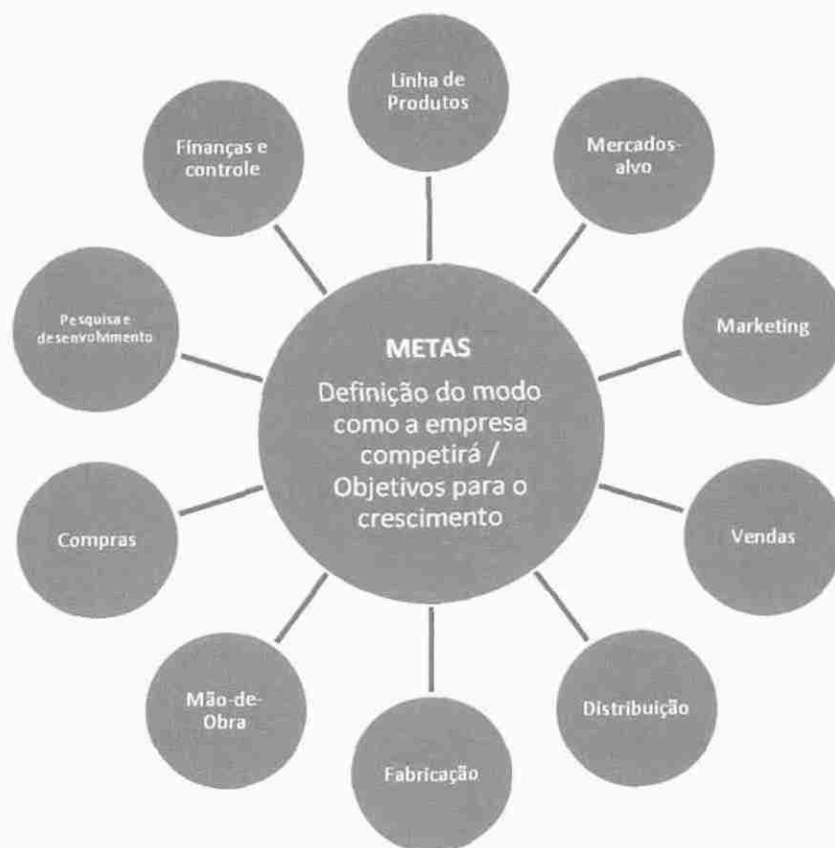 Linha de
Produtos
Mercados-
alvo
Marketing
Vendas
Distribuição
Fabricação
Mão-de-
Obra
Compras
Pesquisa e
desenvolvimento
Finanças e
controle
METAS
Definição do modo
como a empresa
competirá /
Objetivos para o
crescimento